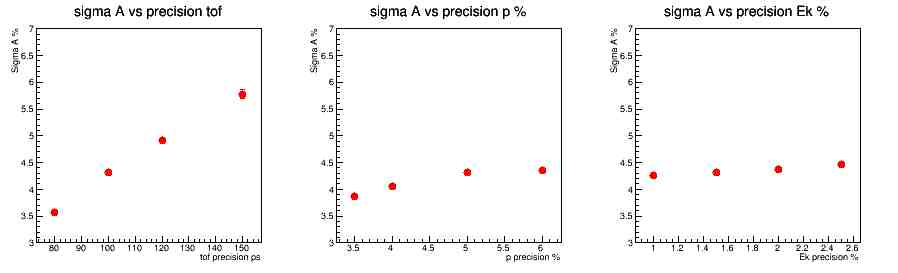 sigma A vs precision tof
Sigma A %
7
6.5
6
5.5
5
4.5
4
3.5
3
80 90 100 110 120 130 140 150
tof precision ps
sigma A vs precision p %
Sigma A %
7
6.5
6
5.5
5
4.5
4
3.5
3
3.5 4 4.5 5 5.5 6
p precision %
sigma A vs precision Ek %
Sigma A %
7
6.5
6
5.5
5
4.5
4
3.5
3
1 1.2 1.4 1.6 1.8 2 2.2 2.4 2.6
Ek precision %